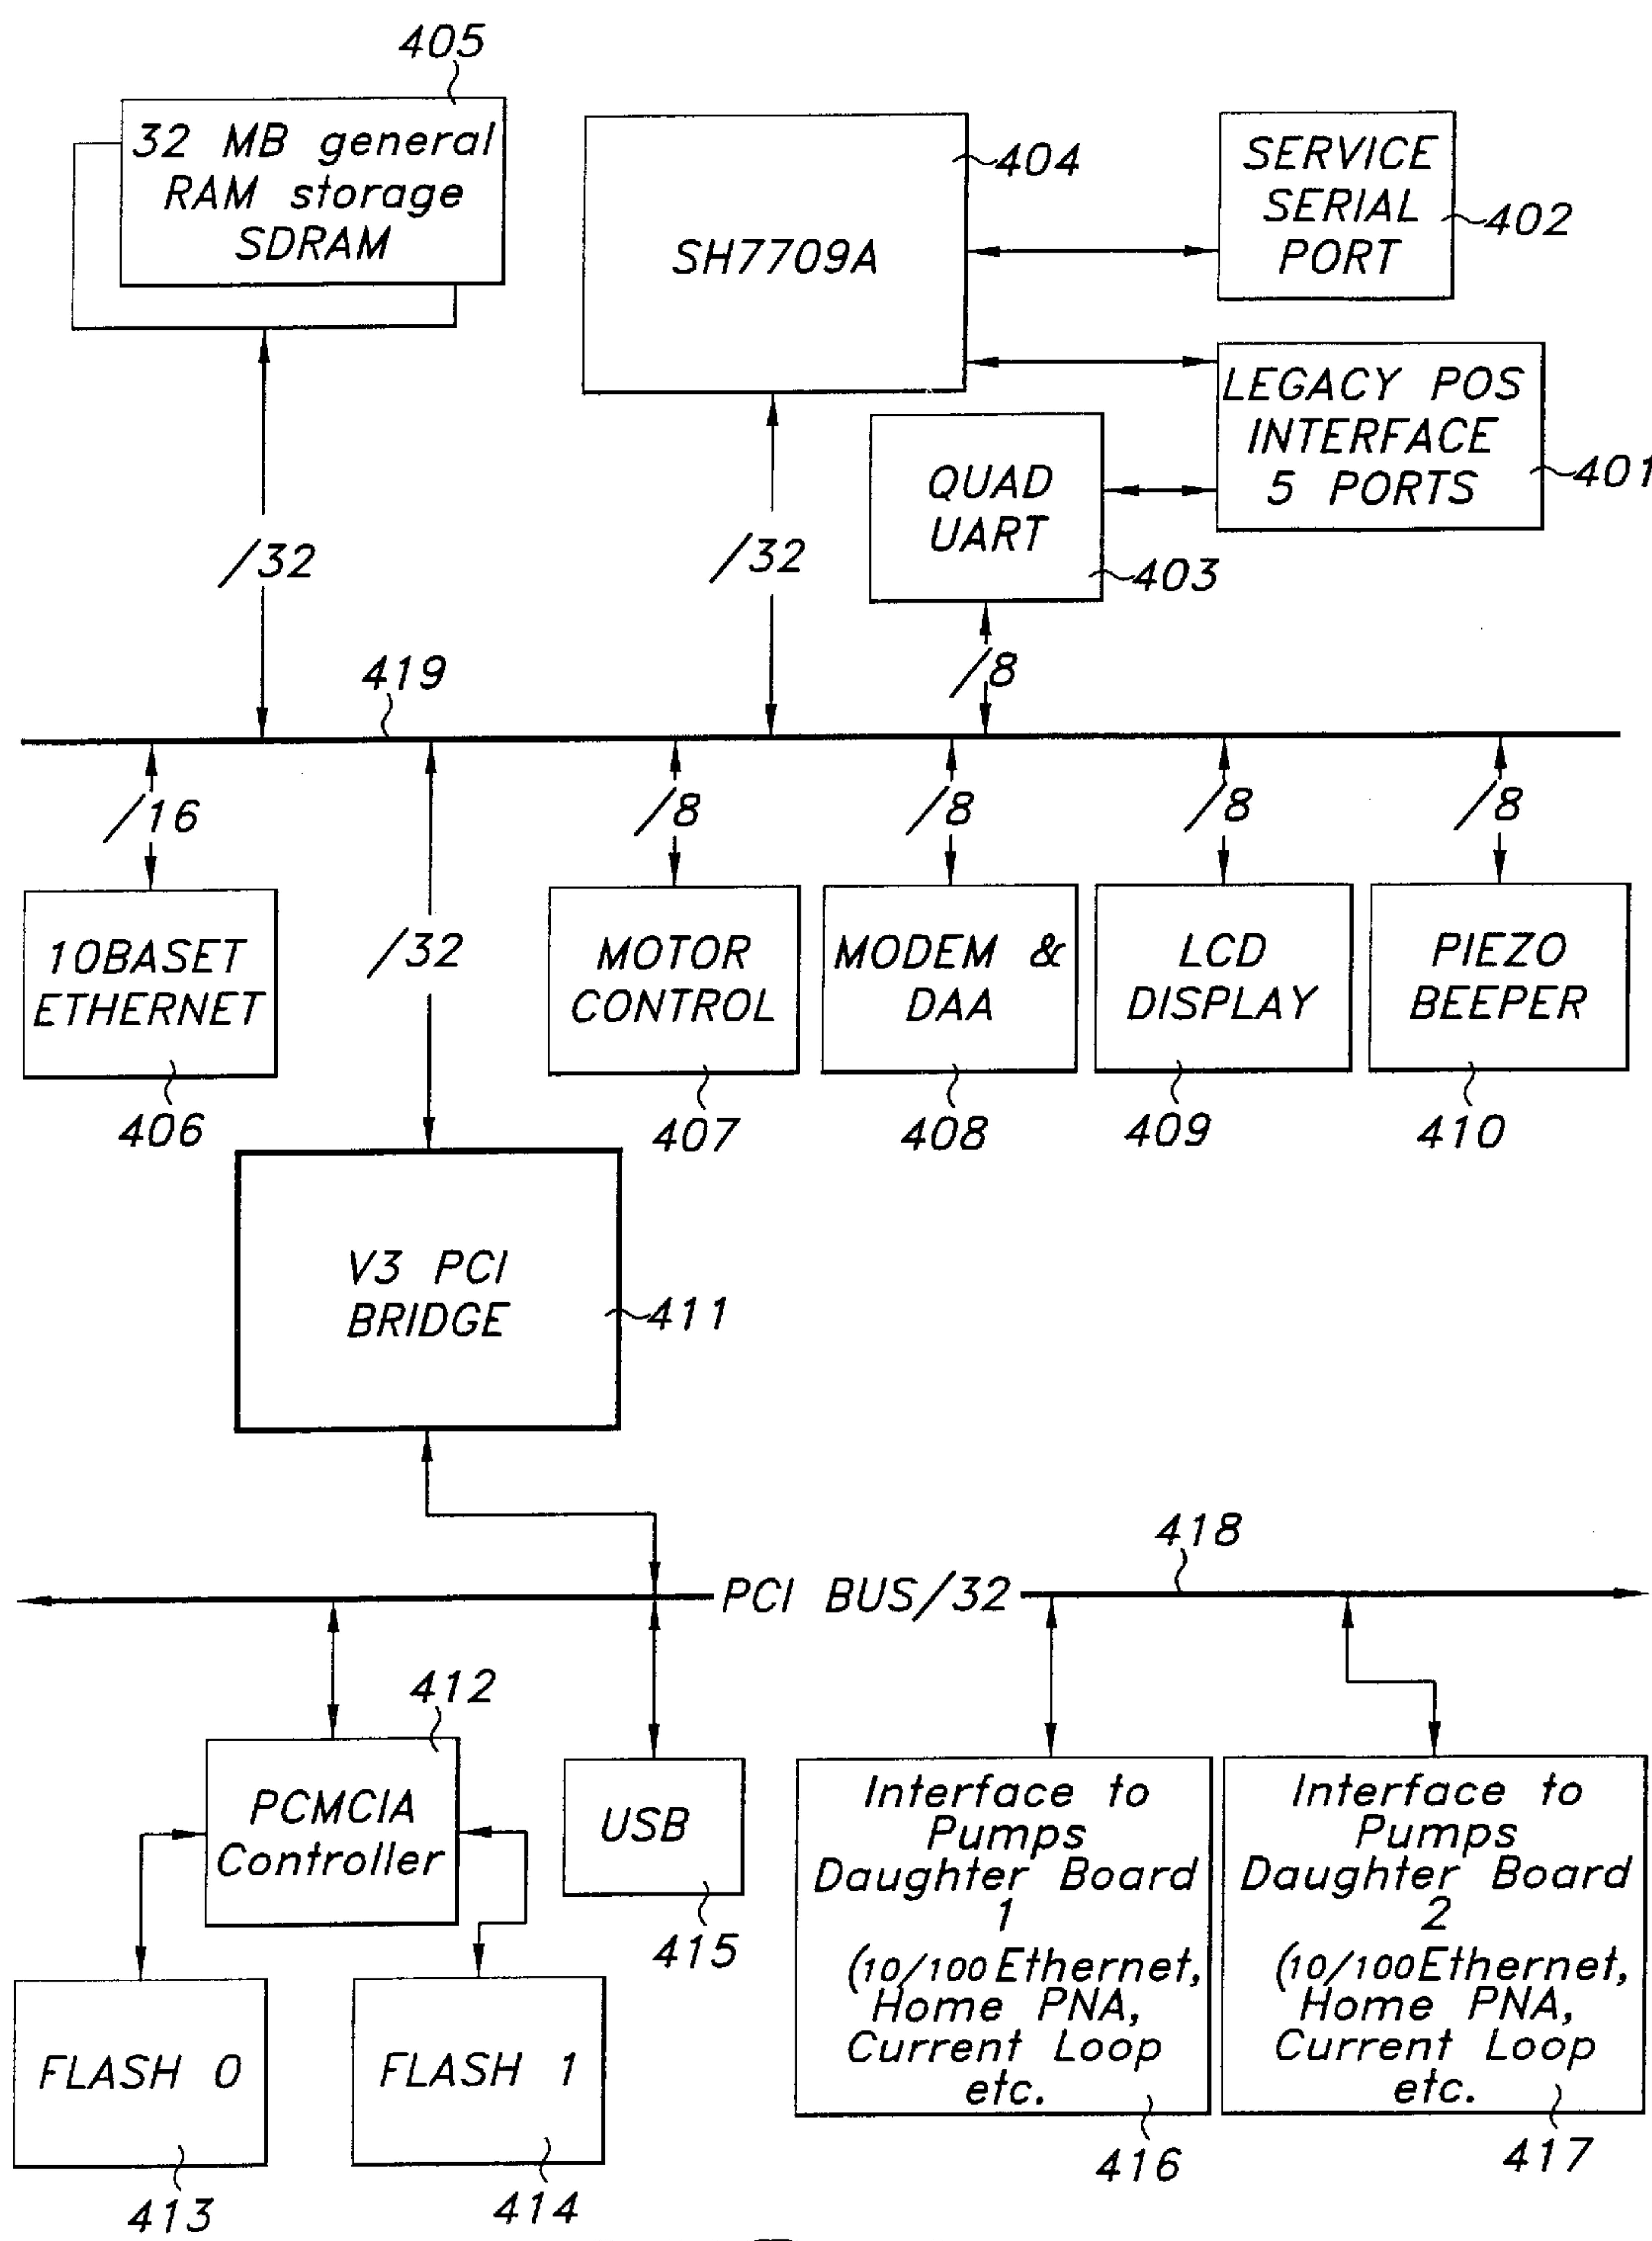 405
32 MB general
RAM storage
SDRAM
SH7709A
404
SERVICE
SERIAL
PORT
402
LEGACY POS
INTERFACE
5 PORTS
401
QUAD
UART
403
/32
/32
/8
419
/16
/32
/8
/8
/8
/8
10BASET
ETHERNET
406
MOTOR
CONTROL
407
MODEM &
DAA
408
LCD
DISPLAY
409
PIEZO
BEEPER
410
V3 PCI
BRIDGE
411
418
PCI BUS/32
412
PCMCIA
Controller
USB
415
FLASH 0
413
FLASH 1
414
Interface to
Pumps
Daughter Board
1
(10/100 Ethernet,
Home PNA,
Current Loop
etc.
416
Interface to
Pumps
Daughter Board
2
(10/100 Ethernet,
Home PNA,
Current Loop
etc.
417